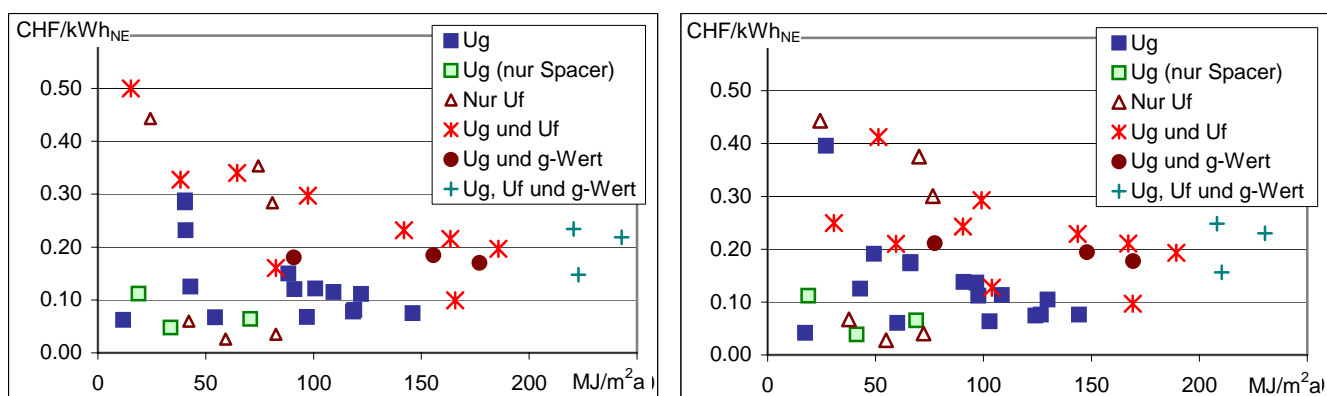 CHF/kWhNE
0.50
0.40
0.30
0.20
0.10
0.00
0
50
100
150
200
MJ/m²a)
Ug
Ug (nur Spacer)
Nur Uf
Ug und Uf
Ug und g-Wert
Ug, Uf und g-Wert
CHF/kWhNE
0.50
0.40
0.30
0.20
0.10
0.00
0
50
100
150
200
MJ/m²a)
Ug
Ug (nur Spacer)
Nur Uf
Ug und Uf
Ug und g-Wert
Ug, Uf und g-Wert